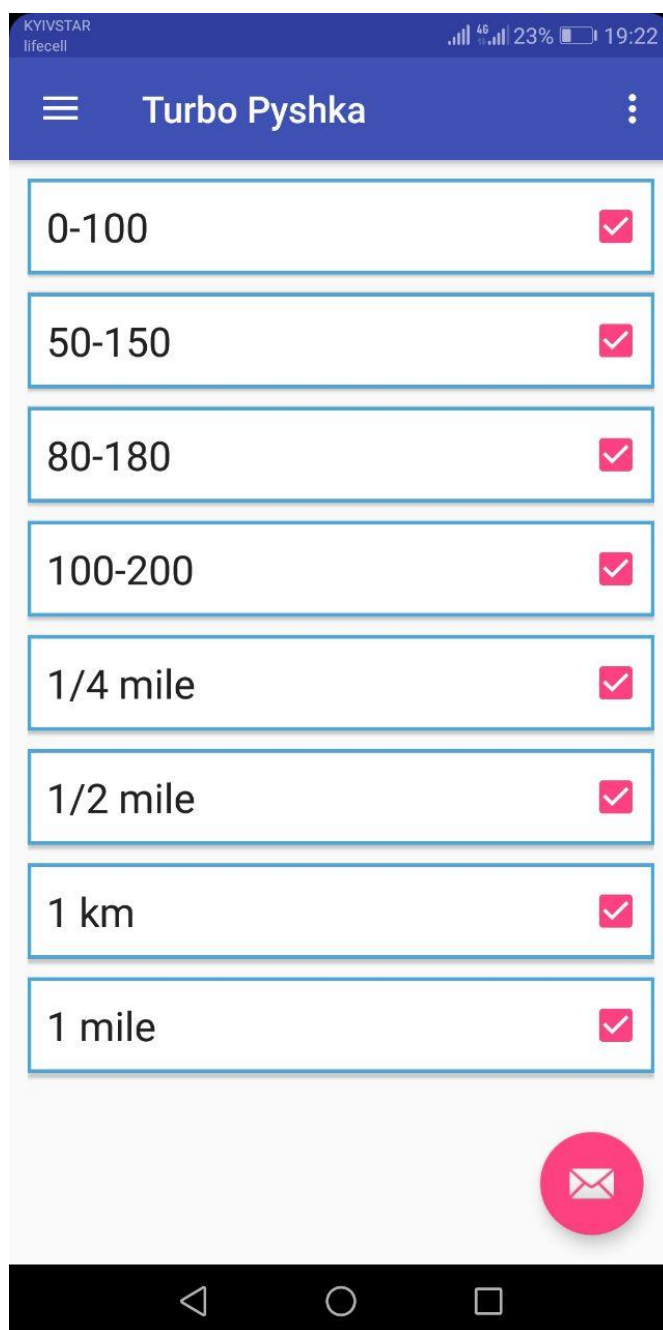 KYIVSTAR
lifecell
4G 23% 19:22
Turbo Pyshka
0-100
50-150
80-180
100-200
1/4 mile
1/2 mile
1 km
1 mile